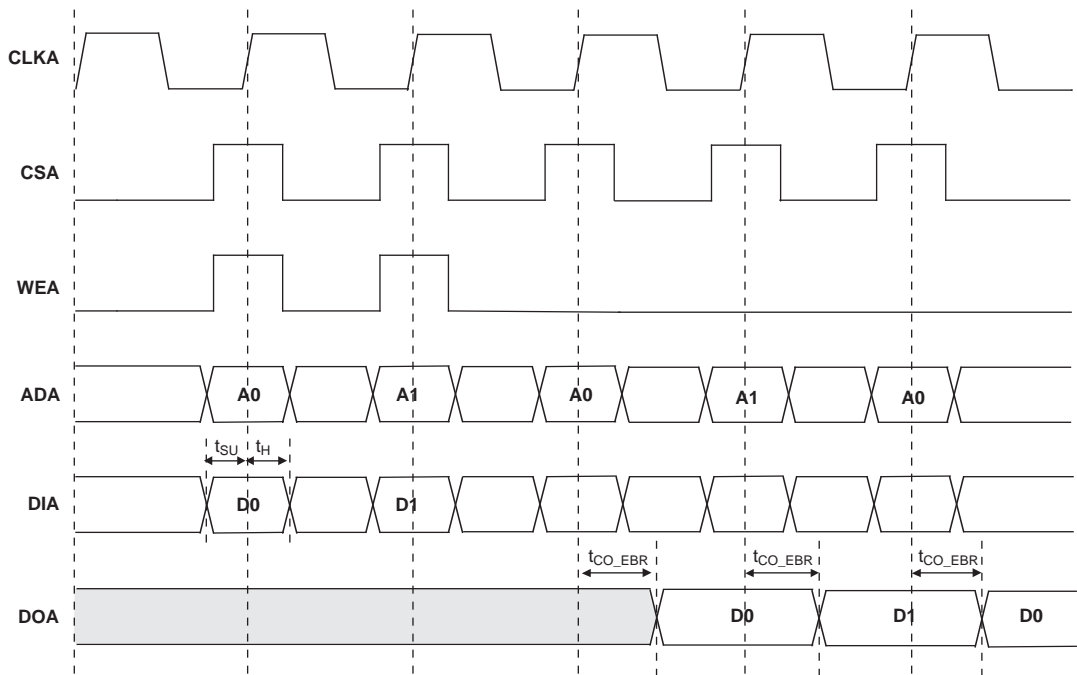 CLKA
CSA
WEA
ADA A0 A1 A0 A1 A0
tSU tH
DIA D0 D1
tCO_EBR tCO_EBR tCO_EBR
DOA D0 D1 D0